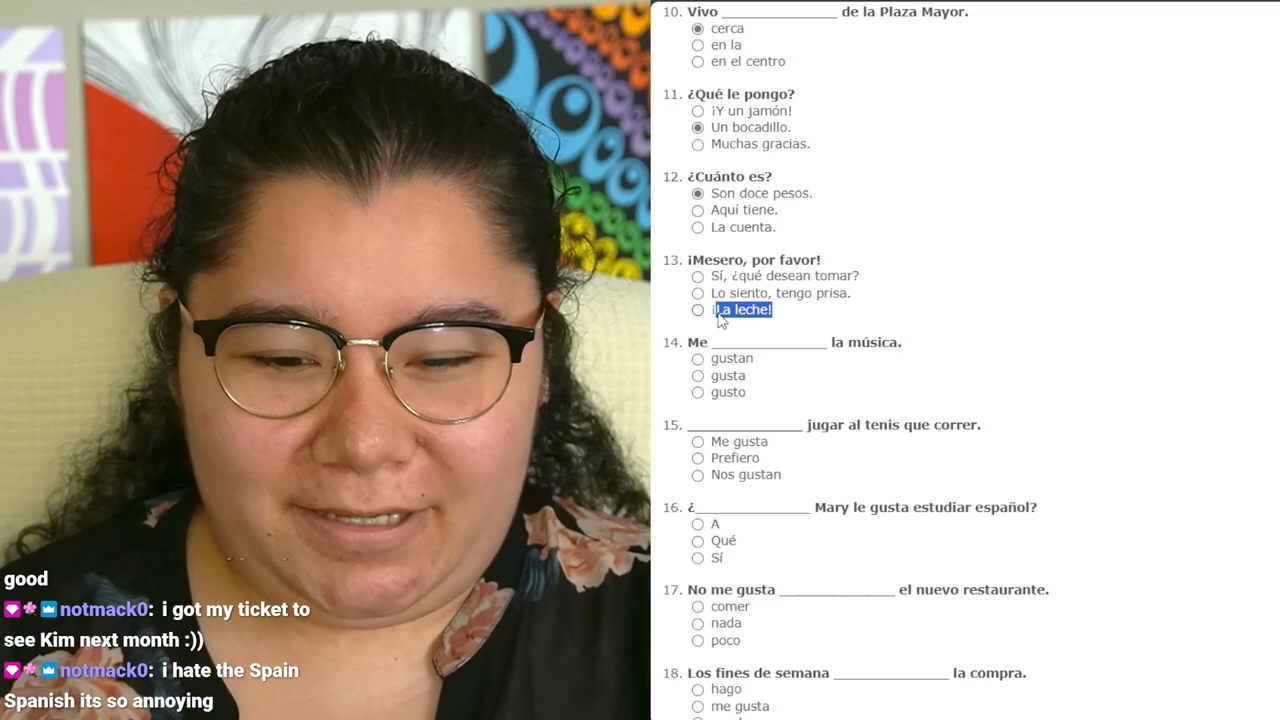 10. Vivo _______________ de la Plaza Mayor.
cerca
en la
en el centro
11. ¿Qué le pongo?
¡Y un jamón!
Un bocadillo.
Muchas gracias.
12. ¿Cuánto es?
Son doce pesos.
Aquí tiene.
La cuenta.
13. ¡Mesero, por favor!
Sí, ¿qué desean tomar?
Lo siento, tengo prisa.
¡La leche!
14. Me _______________ la música.
gustan
gusta
gusto
15. _______________ jugar al tenis que correr.
Me gusta
Prefiero
Nos gustan
16. ¿_______________ Mary le gusta estudiar español?
A
Qué
Sí
17. No me gusta _______________ el nuevo restaurante.
comer
nada
poco
18. Los fines de semana _______________ la compra.
hago
me gusta
good
notmack0: i got my ticket to
see Kim next month :))
notmack0: i hate the Spain
Spanish its so annoying